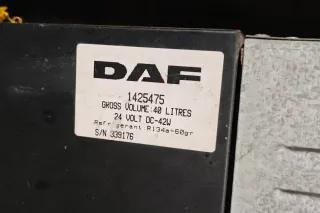 DAF
1425475
GROSS VOLUME:40 LITRES
24 VOLT DC-42W
Refrigerant:R134a-60gr
S/N 339176